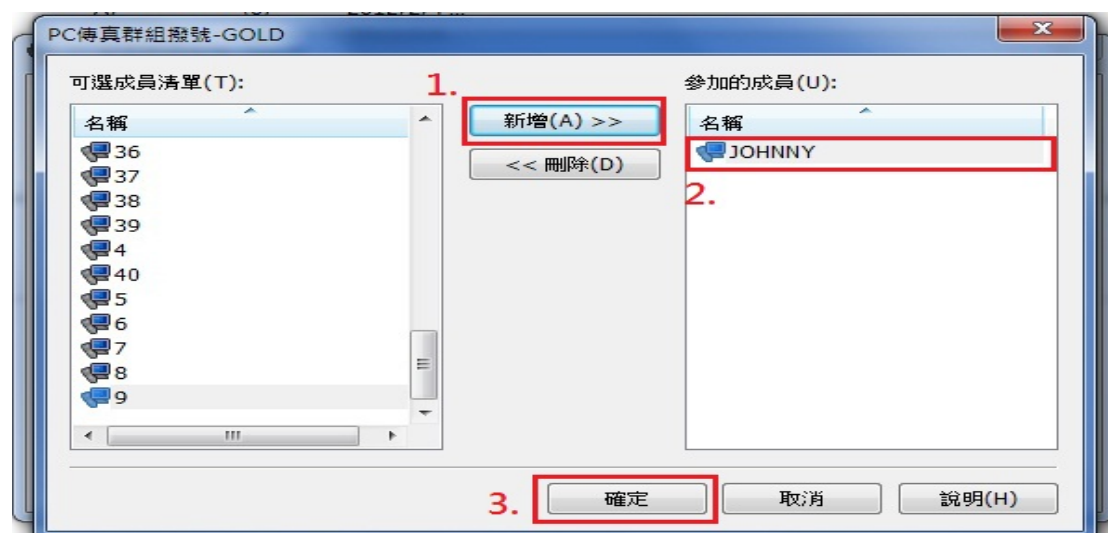 PC傳真群組撥號-GOLD
可選成員清單(T):
名稱
36
37
38
39
4
40
5
6
7
8
9
1.
新增(A) >>
<< 刪除(D)
參加的成員(U):
名稱
JOHNNY
2.
3.
確定
取消
說明(H)